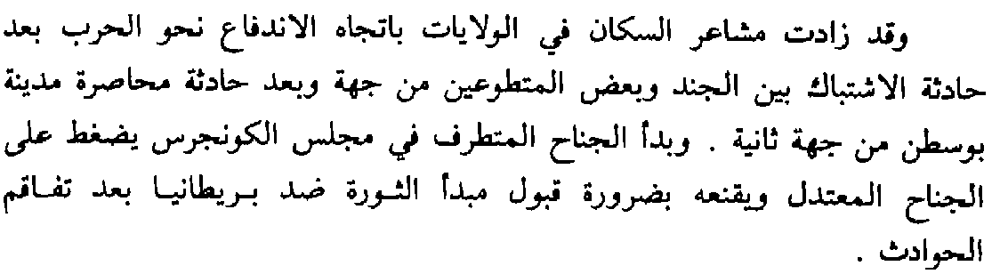 وقد زادت مشاعر السكان في الولايات باتجاه الاندفاع نحو الحرب بعد
حادثة الاشتباك بين الجند وبعض المتطوعين من جهة وبعد حادثة محاصرة مدينة
بوسطن من جهة ثانية . وبدأ الجناح المتطرف في مجلس الكونجرس يضغط على
الجناح المعتدل ويقنعه بضرورة قبول مبدأ الثورة ضد بريطانيا بعد تفاقم
الحوادث .